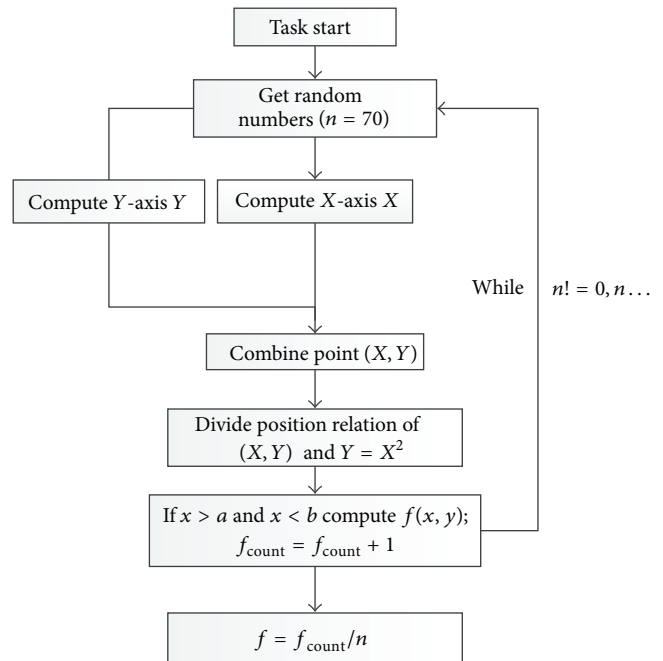 Task start
Get random
numbers (n = 70)
Compute Y-axis Y
Compute X-axis X
While
n! = 0, n . . .
Combine point (X, Y)
Divide position relation of
(X, Y) and Y = X²
If x > a and x < b compute f(x, y);
f_count = f_count + 1
f = f_count/n